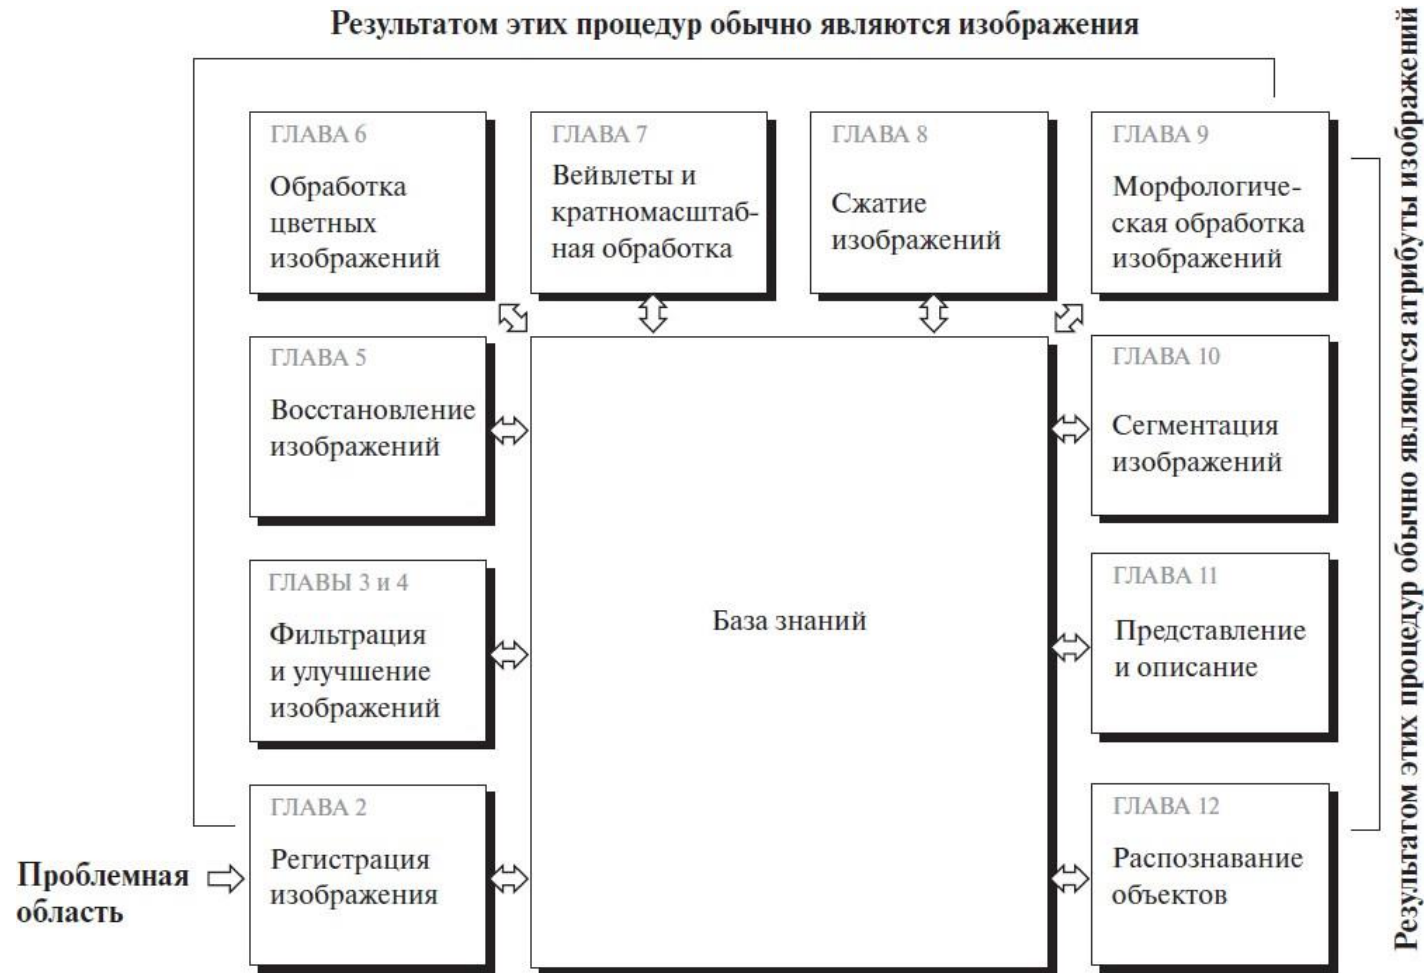 Результатом этих процедур обычно являются изображения
ГЛАВА 6
Обработка
цветных
изображений
ГЛАВА 7
Вейвлеты и
кратномасштаб-
ная обработка
ГЛАВА 8
Сжатие
изображений
ГЛАВА 9
Морфологиче-
ская обработка
изображений
ГЛАВА 5
Восстановление
изображений
ГЛАВА 10
Сегментация
изображений
ГЛАВЫ 3 и 4
Фильтрация
и улучшение
изображений
База знаний
ГЛАВА 11
Представление
и описание
ГЛАВА 2
Регистрация
изображения
ГЛАВА 12
Распознавание
объектов
Проблемная
область
Результатом этих процедур обычно являются атрибуты изображений